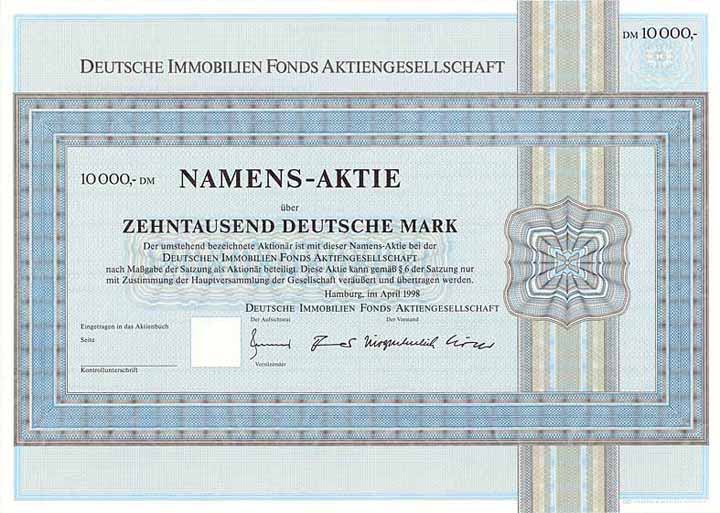 DM 10 000,-
DEUTSCHE IMMOBILIEN FONDS AKTIENGESELLSCHAFT
10 000,- DM NAMENS-AKTIE
über
ZEHNTAUSEND DEUTSCHE MARK
Der umstehend bezeichnete Aktionär ist mit dieser Namens-Aktie bei der
DEUTSCHEN IMMOBILIEN FONDS AKTIENGESELLSCHAFT
nach Maßgabe der Satzung als Aktionär beteiligt. Diese Aktie kann gemäß § 6 der Satzung nur
mit Zustimmung der Hauptversammlung der Gesellschaft veräußert und übertragen werden.
Hamburg, im April 1998
DEUTSCHE IMMOBILIEN FONDS AKTIENGESELLSCHAFT
Der Aufsichtsrat Der Vorstand
Eingetragen in das Aktienbuch
Seite
Vorsitzender
Kontrollunterschrift